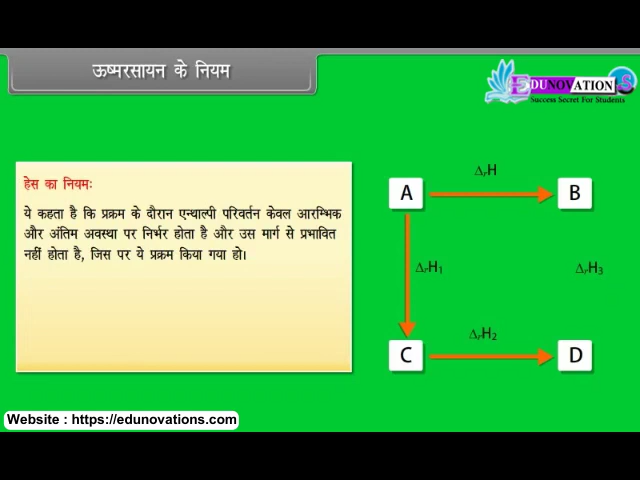 ऊष्मरसायन के नियम
EDUNOVATIONS
Success Secret For Students
हेस का नियमः
ये कहता है कि प्रक्रम के दौरान एन्थाल्पी परिवर्तन केवल आरम्भिक
और अंतिम अवस्था पर निर्भर होता है और उस मार्ग से प्रभावित
नहीं होता है, जिस पर ये प्रक्रम किया गया हो।
ΔᵣH
A
B
ΔᵣH₁
ΔᵣH₃
ΔᵣH₂
C
D
Website : https://edunovations.com